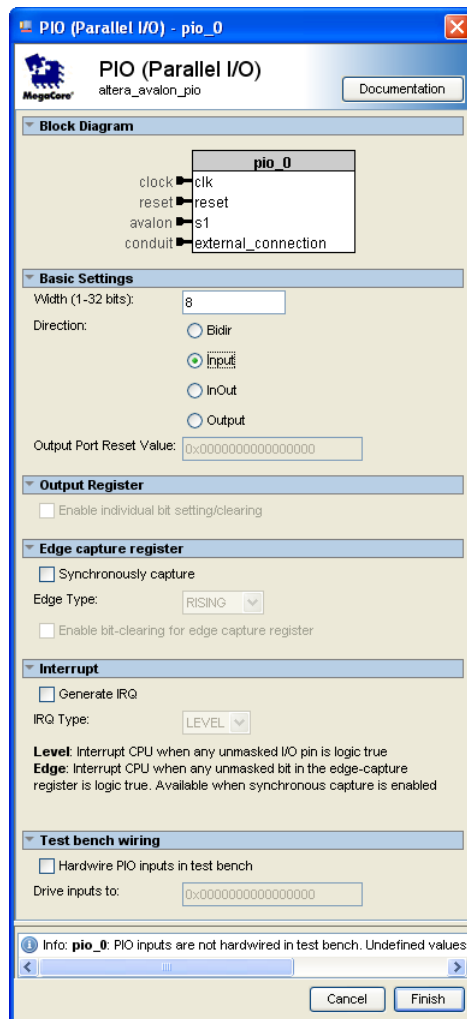 PIO (Parallel I/O) - pio_0
MegaCore®
PIO (Parallel I/O)
altera_avalon_pio
Documentation
Block Diagram
pio_0
clock clk
reset reset
avalon s1
conduit external_connection
Basic Settings
Width (1-32 bits): 8
Direction: Bidir
Input
InOut
Output
Output Port Reset Value: 0x0000000000000000
Output Register
Enable individual bit setting/clearing
Edge capture register
Synchronously capture
Edge Type: RISING
Enable bit-clearing for edge capture register
Interrupt
Generate IRQ
IRQ Type: LEVEL
Level: Interrupt CPU when any unmasked I/O pin is logic true
Edge: Interrupt CPU when any unmasked bit in the edge-capture
register is logic true. Available when synchronous capture is enabled
Test bench wiring
Hardwire PIO inputs in test bench
Drive inputs to: 0x0000000000000000
Info: pio_0: PIO inputs are not hardwired in test bench. Undefined values
Cancel Finish